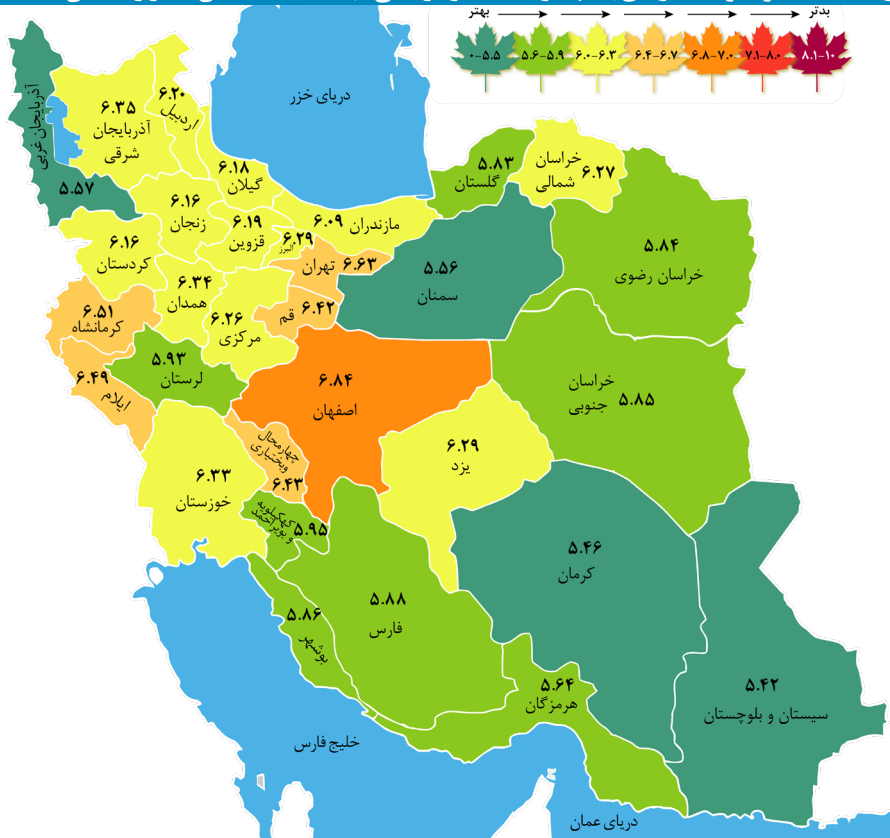 بهتر
بدتر
۰-۵.۵
۵.۶-۵.۹
۶.۰-۶.۳
۶.۴-۶.۷
۶.۸-۷.۰
۷.۱-۸.۰
۸.۱-۱۰
دریای خزر
آذربایجان غربی
۵.۵۷
۶.۳۵
آذربایجان
شرقی
۶.۲۰
اردبیل
۶.۱۸
گیلان
۶.۱۶
زنجان
۶.۱۹
قزوین
۶.۲۹
البرز
۶.۰۹ مازندران
۵.۸۳
گلستان
خراسان
شمالی
۶.۲۷
۶.۱۶
کردستان
تهران ۶.۶۳
۵.۵۶
سمنان
۵.۸۴
خراسان رضوی
۶.۳۴
همدان
۶.۲۶
مرکزی
قم ۶.۴۲
۶.۵۱
کرمانشاه
۵.۹۳
لرستان
۶.۴۹
ایلام
۶.۸۴
اصفهان
خراسان
جنوبی
۵.۸۵
چهارمحال
وبختیاری
۶.۴۳
۶.۲۹
یزد
۶.۳۳
خوزستان
کهکیلویه
و بویراحمد
۵.۹۵
۵.۴۶
کرمان
۵.۸۸
فارس
۵.۸۶
بوشهر
۵.۶۴
هرمزگان
۵.۴۲
سیستان و بلوچستان
خلیج فارس
دریای عمان